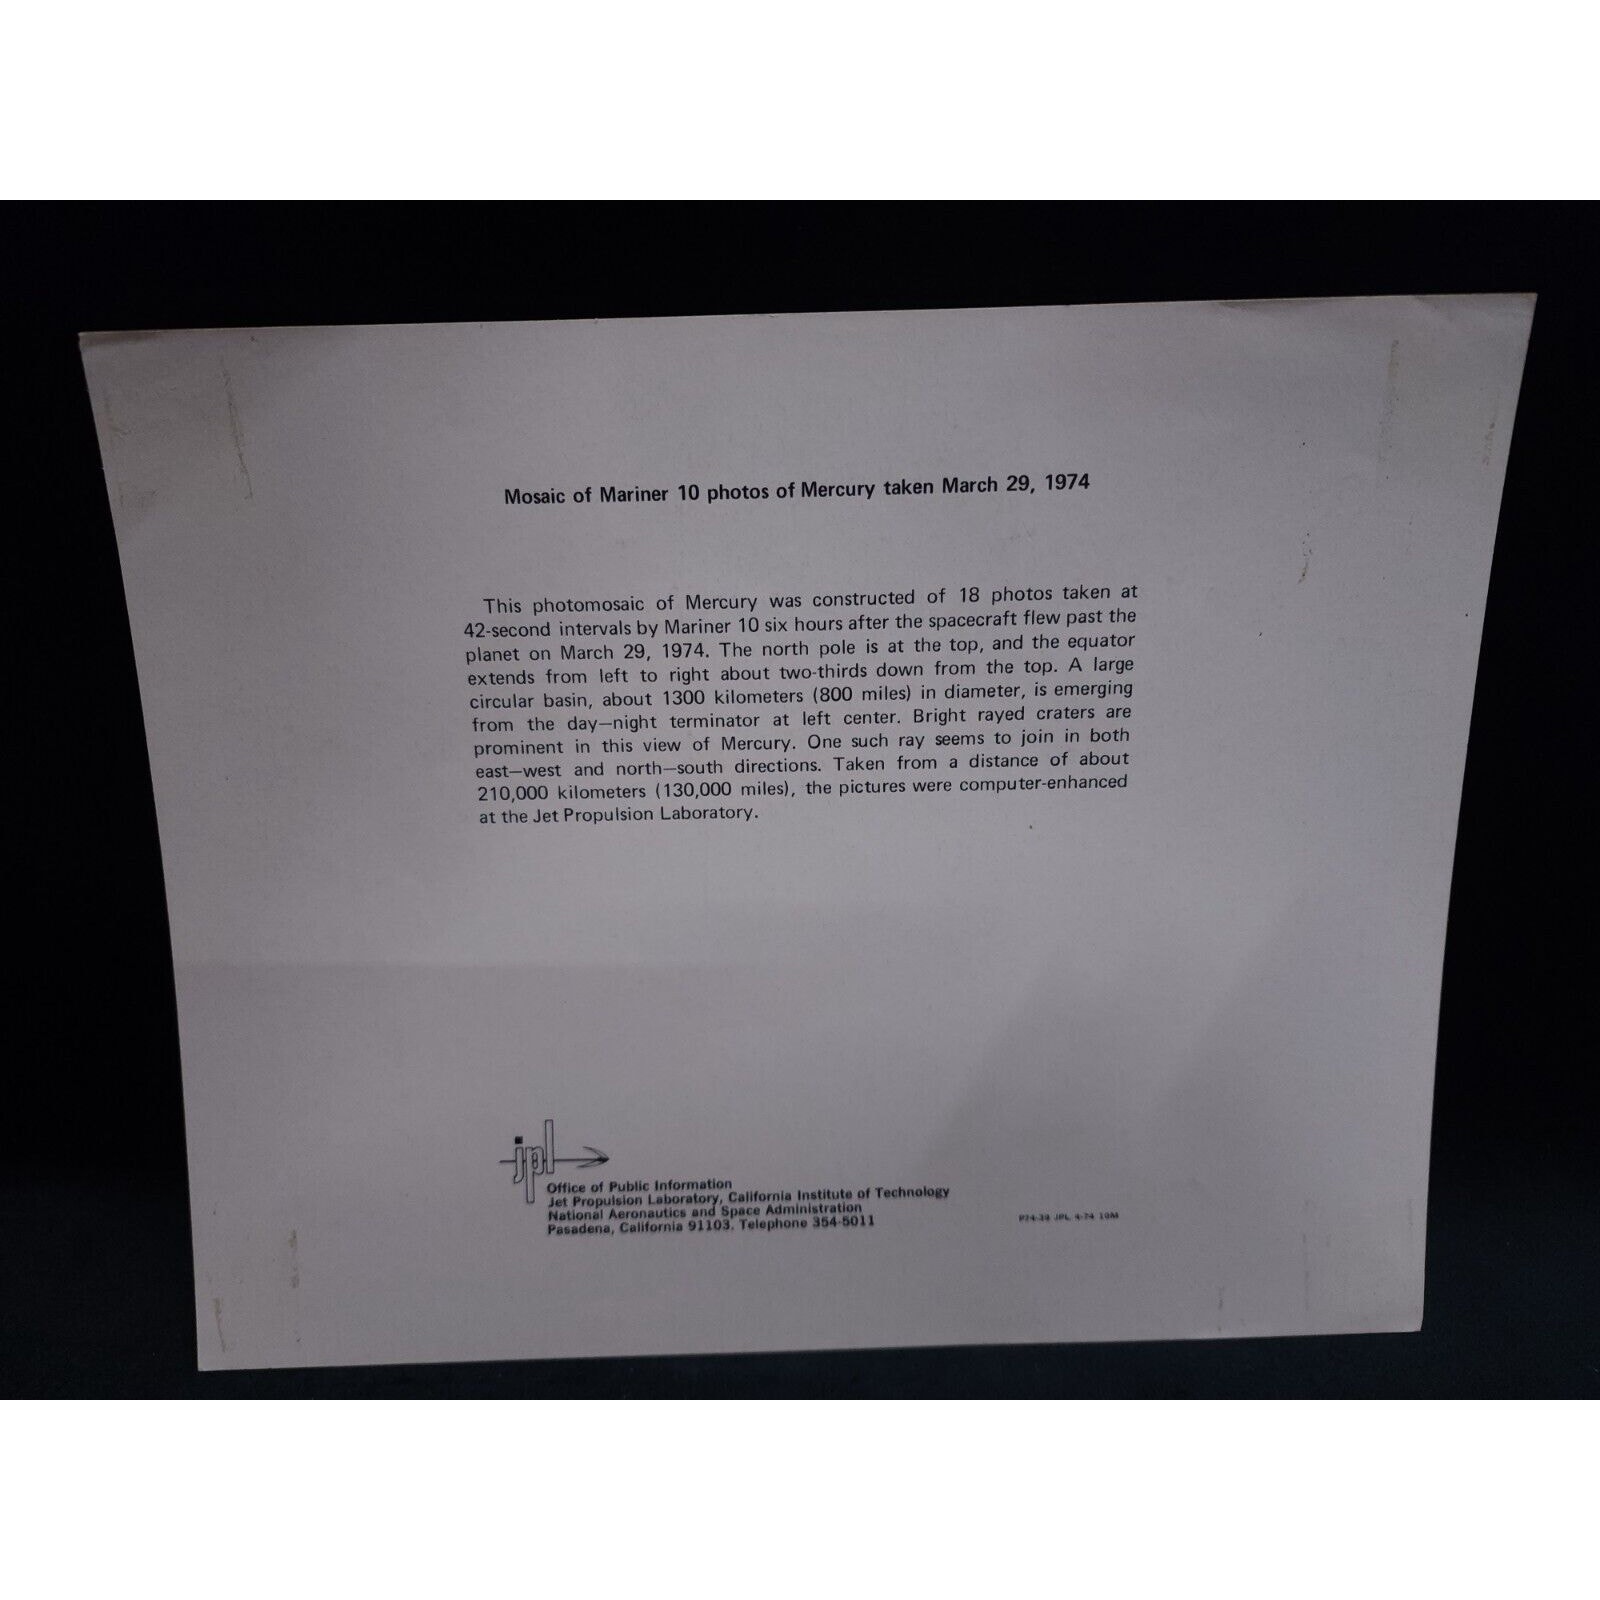 Mosaic of Mariner 10 photos of Mercury taken March 29, 1974
This photomosaic of Mercury was constructed of 18 photos taken at
42-second intervals by Mariner 10 six hours after the spacecraft flew past the
planet on March 29, 1974. The north pole is at the top, and the equator
extends from left to right about two-thirds down from the top. A large
circular basin, about 1300 kilometers (800 miles) in diameter, is emerging
from the day—night terminator at left center. Bright rayed craters are
prominent in this view of Mercury. One such ray seems to join in both
east—west and north—south directions. Taken from a distance of about
210,000 kilometers (130,000 miles), the pictures were computer-enhanced
at the Jet Propulsion Laboratory.
jpl
Office of Public Information
Jet Propulsion Laboratory, California Institute of Technology
National Aeronautics and Space Administration
Pasadena, California 91103. Telephone 354-5011
JPL 4-74 10M